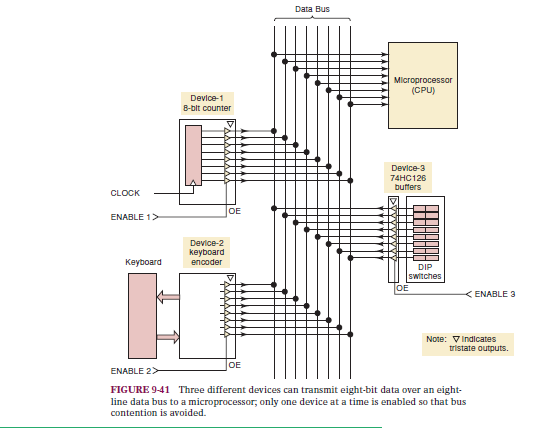 Data Bus
Microprocessor
(CPU)
Device-1
8-bit counter
Device-3
74HC126
buffers
CLOCK
ENABLE 1
OE
Device-2
keyboard
encoder
Keyboard
DIP
switches
OE
ENABLE 3
Note: ▽ Indicates
tristate outputs.
OE
ENABLE 2
FIGURE 9-41 Three different devices can transmit eight-bit data over an eight-
line data bus to a microprocessor; only one device at a time is enabled so that bus
contention is avoided.